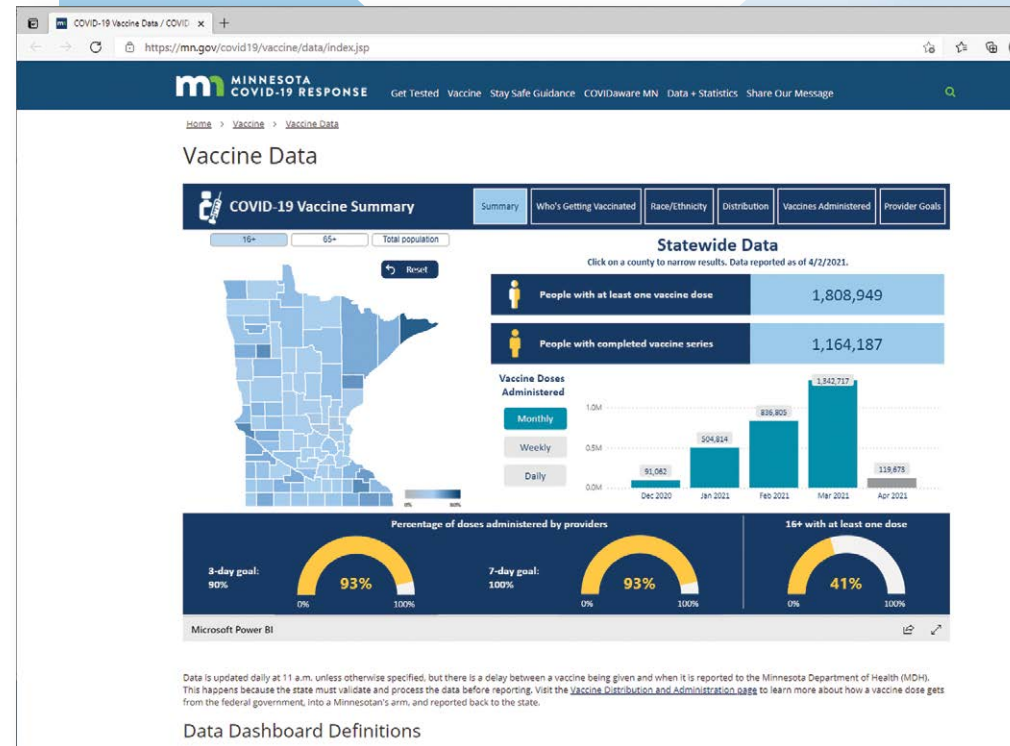 COVID-19 Vaccine Data / COVID
https://mn.gov/covid19/vaccine/data/index.jsp
mn MINNESOTA
COVID-19 RESPONSE
Get Tested Vaccine Stay Safe Guidance COVIDaware MN Data + Statistics Share Our Message
Home > Vaccine > Vaccine Data
Vaccine Data
COVID-19 Vaccine Summary
Summary Who's Getting Vaccinated Race/Ethnicity Distribution Vaccines Administered Provider Goals
16+ 65+ Total population
Reset
Statewide Data
Click on a county to narrow results. Data reported as of 4/2/2021.
People with at least one vaccine dose 1,808,949
People with completed vaccine series 1,164,187
Vaccine Doses
Administered
Monthly
Weekly
Daily
1.0M
0.5M
0.0M
91,062
504,814
836,805
1,342,717
119,673
Dec 2020 Jan 2021 Feb 2021 Mar 2021 Apr 2021
0%
Percentage of doses administered by providers
3-day goal:
90%
93%
0% 100%
7-day goal:
100%
93%
0% 100%
16+ with at least one dose
41%
0% 100%
Microsoft Power BI
Data is updated daily at 11 a.m. unless otherwise specified, but there is a delay between a vaccine being given and when it is reported to the Minnesota Department of Health (MDH).
This happens because the state must validate and process the data before reporting. Visit the Vaccine Distribution and Administration page to learn more about how a vaccine dose gets
from the federal government, into a Minnesotan's arm, and reported back to the state.
Data Dashboard Definitions